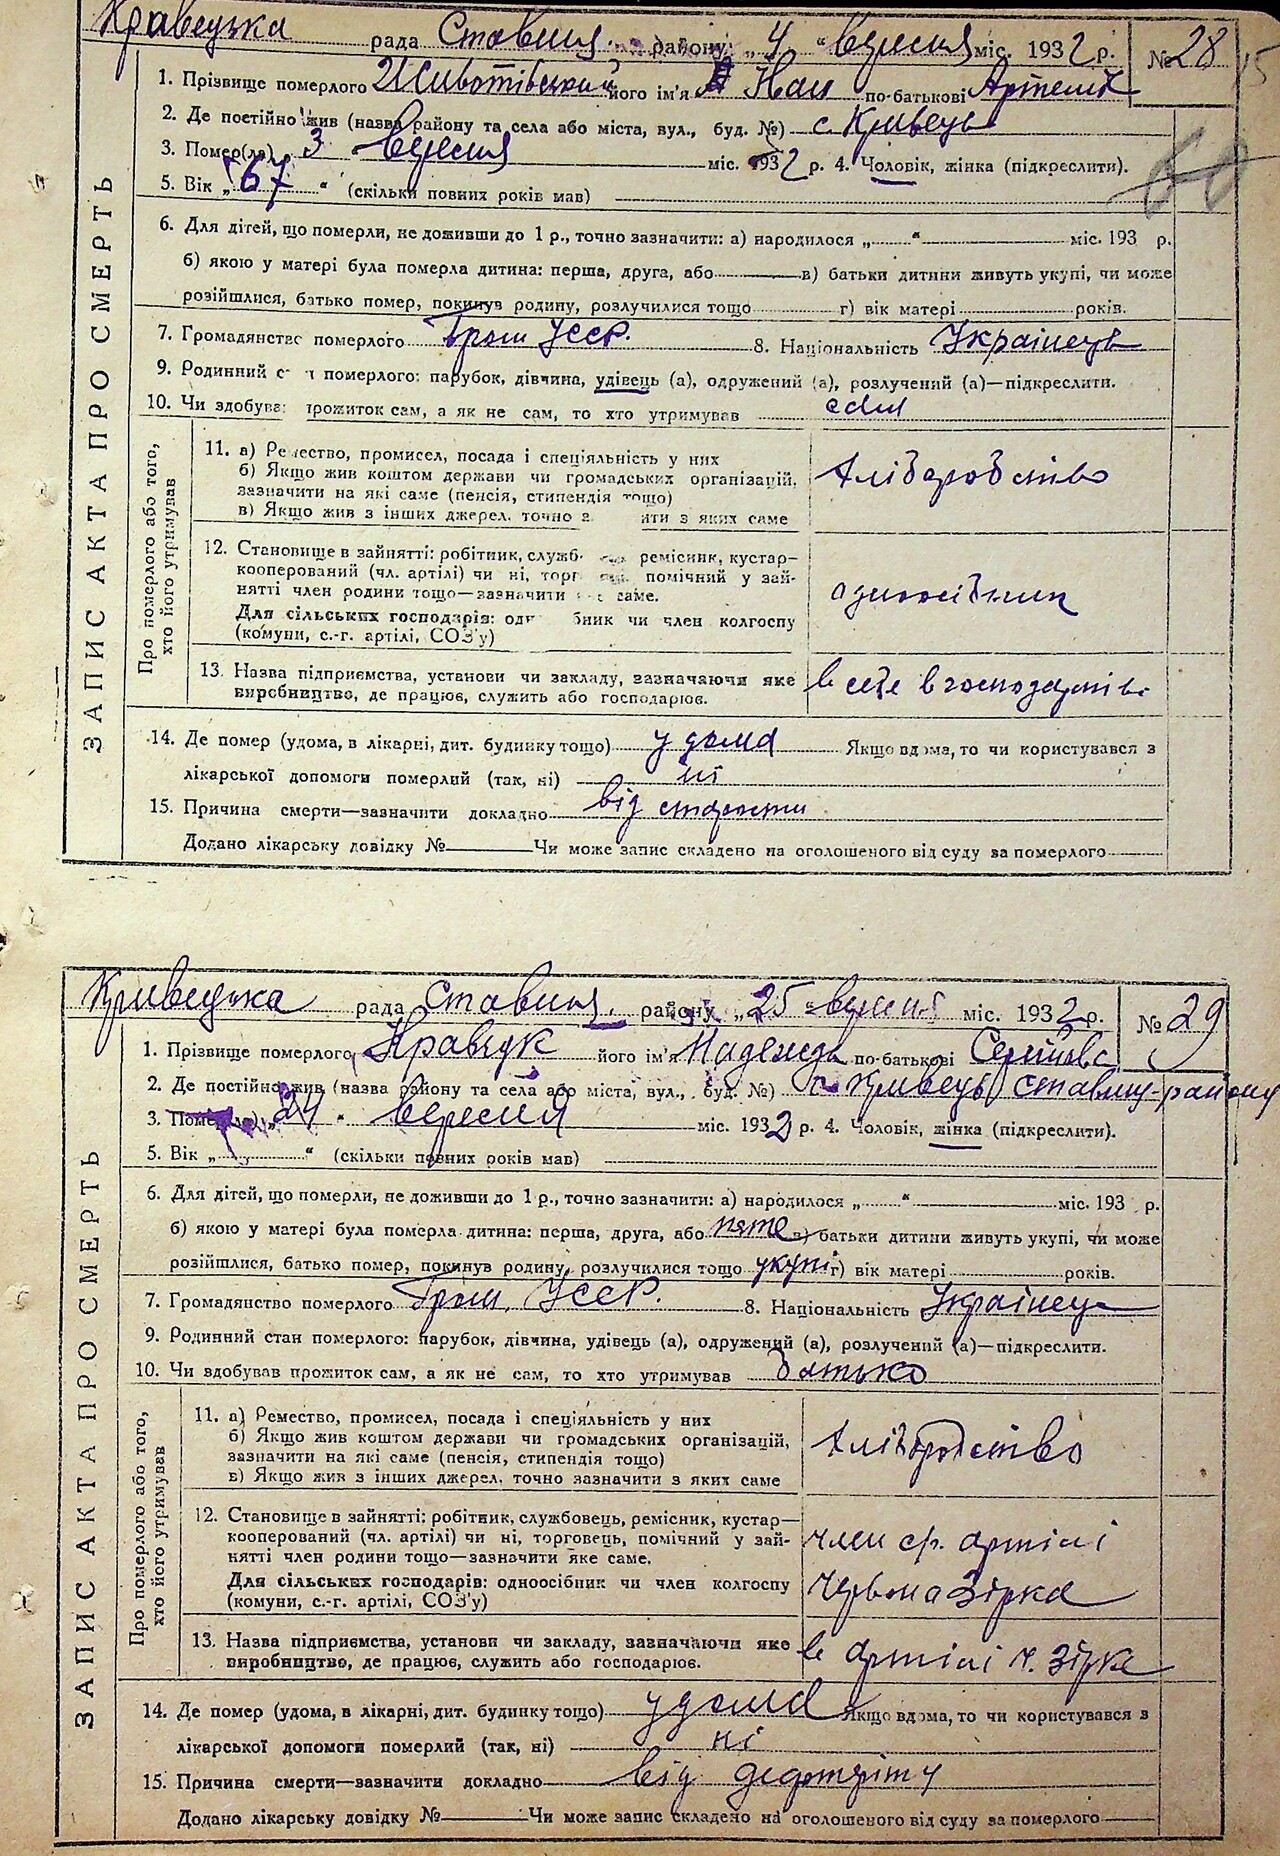 Кривецька рада Ставищ. району „4 “ вересня міс. 1932 р. № 28
1. Прізвище померлого Животівський його ім'я Іван по-батькові
2. Де постійно жив (назва району та села або міста, вул., буд. №) с. Кривець
3. Помер(ла) „ 3 вересня міс. 1932 р. 4. Чоловік, жінка (підкреслити).
5. Вік „ 67 “ (скільки повних років мав)
6. Для дітей, що померли, не доживши до 1 р., точно зазначити: а) народилося „ “ міс. 193 р.
б) якою у матері була померла дитина: перша, друга, або в) батьки дитини живуть укупі, чи може
розійшлися, батько помер, покинув родину, розлучилися тощо г) вік матері років.
7. Громадянство померлого Гром УССР. 8. Національність Українець
9. Родинний с н померлого: парубок, дівчина, удівець (а), одружений (а), розлучений (а)—підкреслити.
10. Чи здобува прожиток сам, а як не сам, то хто утримував сам
ЗАПИС АКТА ПРО СМЕРТЬ
Про померлого або того,
хто його утримував
11. а) Ремество, промисел, посада і спеціяльність у них
б) Якщо жив коштом держави чи громадських організацій,
зазначити на які саме (пенсія, стипендія тощо)
в) Якщо жив з інших джерел, точно з ити з яких саме
хліборобство
12. Становище в зайнятті: робітник, служб ремісник, кустар—
кооперований (чл. артілі) чи ні, торг помічний у зай-
нятті член родини тощо—зазначити саме.
Для сільських господарів: одн бник чи член колгоспу
(комуни, с.-г. артілі, СОЗ'у)
одноосібник
13. Назва підприємства, установи чи закладу, зазначаючи яке
виробництво, де працює, служить або господарює.
в себе в господарстві
14. Де помер (удома, в лікарні, дит. будинку тощо) удома Якщо вдома, то чи користувався з
лікарської допомоги померлий (так, ні) ні
15. Причина смерти—зазначити докладно від старости
Додано лікарську довідку № Чи може запис складено на оголошеного від суду за померлого
Кривецька рада Ставищ. району „25 “ вересня міс. 1932 р. № 29
1. Прізвище померлого Кравчук його ім'я Надежда по-батькові
2. Де постійно жив (назва району та села або міста, вул., буд. №) с. Кривець Ставищ. району
3. Помер(ла) „24 “ вересня міс. 1932 р. 4. Чоловік, жінка (підкреслити).
5. Вік „ “ (скільки повних років мав)
6. Для дітей, що померли, не доживши до 1 р., точно зазначити: а) народилося „ “ міс. 193 р.
б) якою у матері була померла дитина: перша, друга, або пяте в) батьки дитини живуть укупі, чи може
розійшлися, батько помер, покинув родину, розлучилися тощо укупі г) вік матері років.
7. Громадянство померлого Гром. УССР. 8. Національність Українець
9. Родинний стан померлого: парубок, дівчина, удівець (а), одружений (а), розлучений (а)—підкреслити.
10. Чи здобував прожиток сам, а як не сам, то хто утримував батько
ЗАПИС АКТА ПРО СМЕРТЬ
Про померлого або того,
хто його утримував
11. а) Ремество, промисел, посада і спеціяльність у них
б) Якщо жив коштом держави чи громадських організацій,
зазначити на які саме (пенсія, стипендія тощо)
в) Якщо жив з інших джерел, точно зазначити з яких саме
хліборобство
12. Становище в зайнятті: робітник, службовець, ремісник, кустар—
кооперований (чл. артілі) чи ні, торговець, помічний у зай-
нятті член родини тощо—зазначити яке саме.
Для сільських господарів: одноосібник чи член колгоспу
(комуни, с.-г. артілі, СОЗ'у)
член артілі
Червона Зірка
13. Назва підприємства, установи чи закладу, зазначаючи яке
виробництво, де працює, служить або господарює.
в артілі Ч. Зірка
14. Де помер (удома, в лікарні, дит. будинку тощо) удома Якщо вдома, то чи користувався з
лікарської допомоги померлий (так, ні) ні
15. Причина смерти—зазначити докладно від
Додано лікарську довідку № Чи може запис складено на оголошеного від суду за померлого